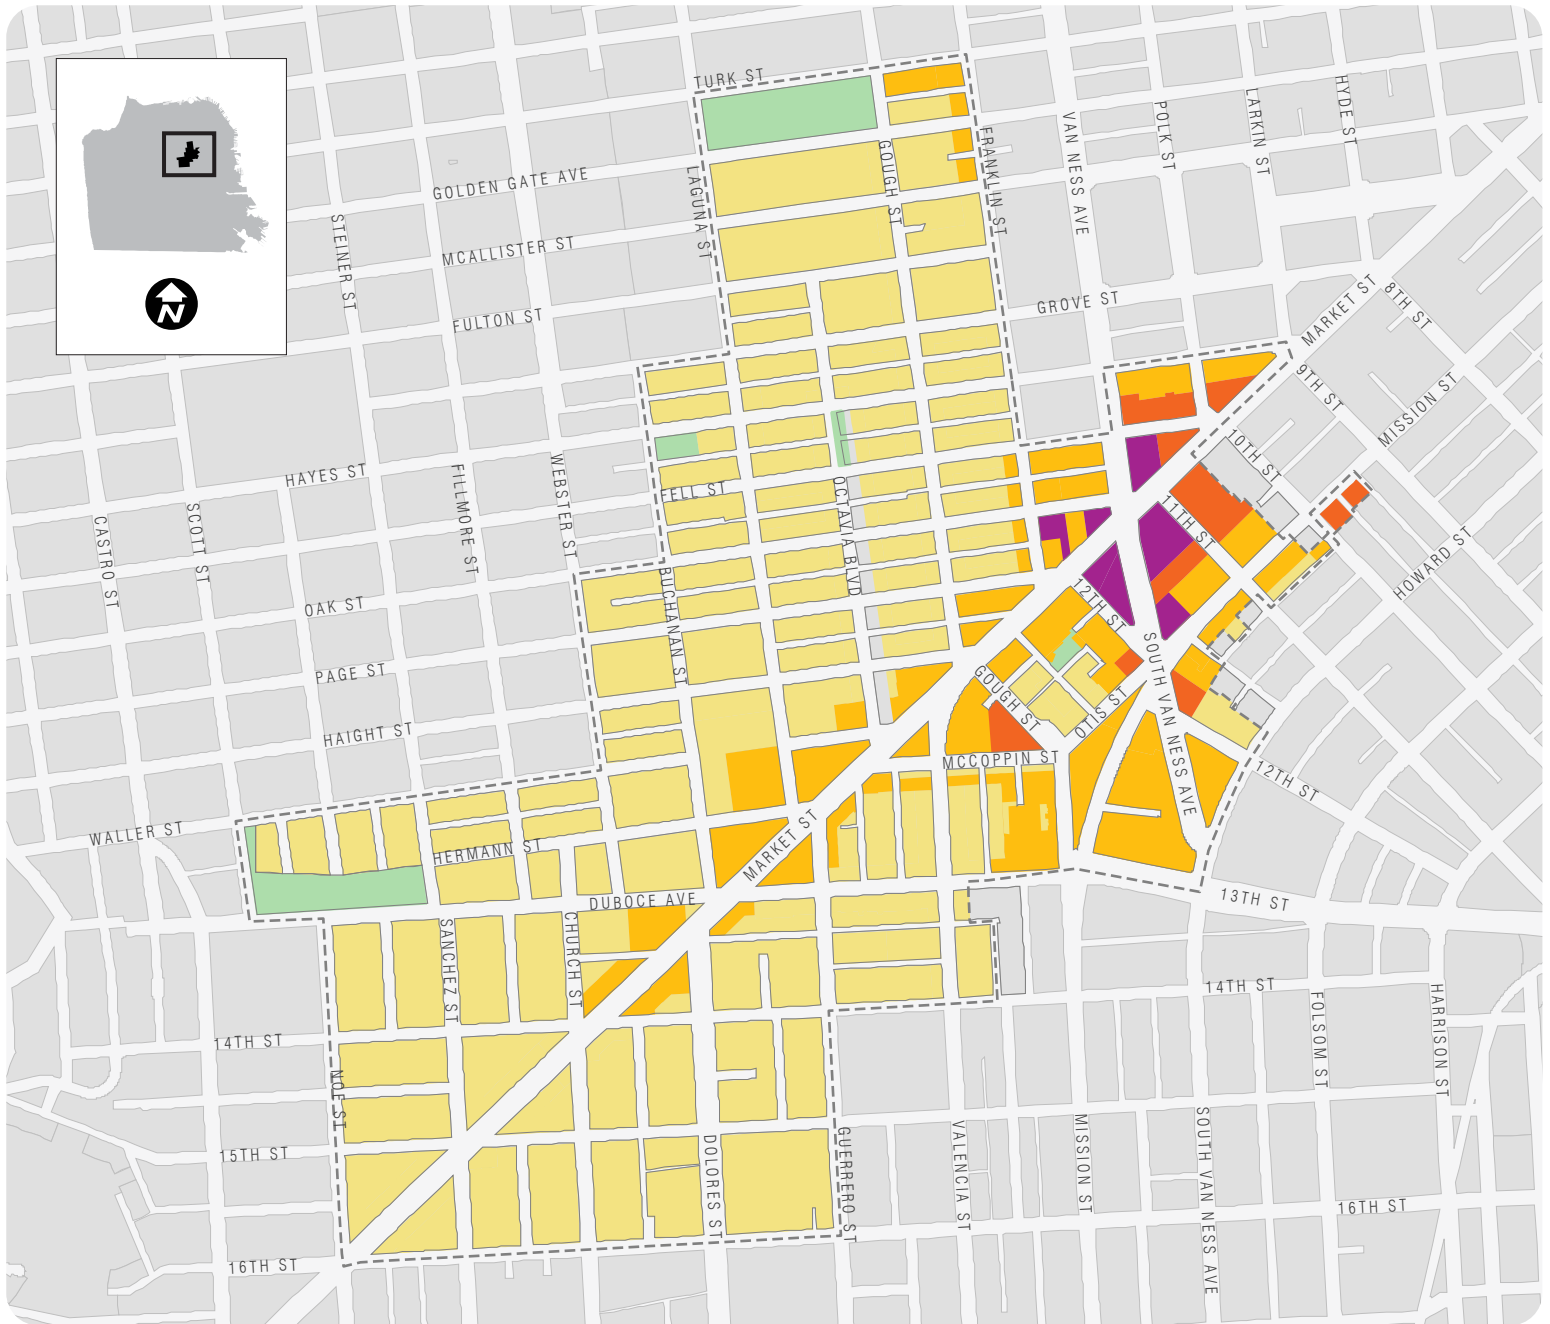 TURK ST
GOLDEN GATE AVE
MCALLISTER ST
FULTON ST
STEINER ST
LAGUNA ST
GOUGH ST
FRANKLIN ST
VAN NESS AVE
POLK ST
LARKIN ST
HYDE ST
N
GROVE ST
MARKET ST
8TH ST
9TH ST
MISSION ST
10TH ST
HAYES ST
FELL ST
11TH ST
HOWARD ST
CASTRO ST
SCOTT ST
FILLMORE ST
WEBSTER ST
OCTAVIA BLVD
BUCHANAN ST
OAK ST
12TH ST
PAGE ST
GOUGH ST
OTIS ST
SOUTH VAN NESS AVE
HAIGHT ST
MCCOPPIN ST
12TH ST
WALLER ST
HERMANN ST
MARKET ST
DUBOCE AVE
13TH ST
SANCHEZ ST
CHURCH ST
14TH ST
14TH ST
FOLSOM ST
HARRISON ST
NOE ST
15TH ST
DOLORES ST
GUERRERO ST
VALENCIA ST
MISSION ST
SOUTH VAN NESS AVE
16TH ST
16TH ST